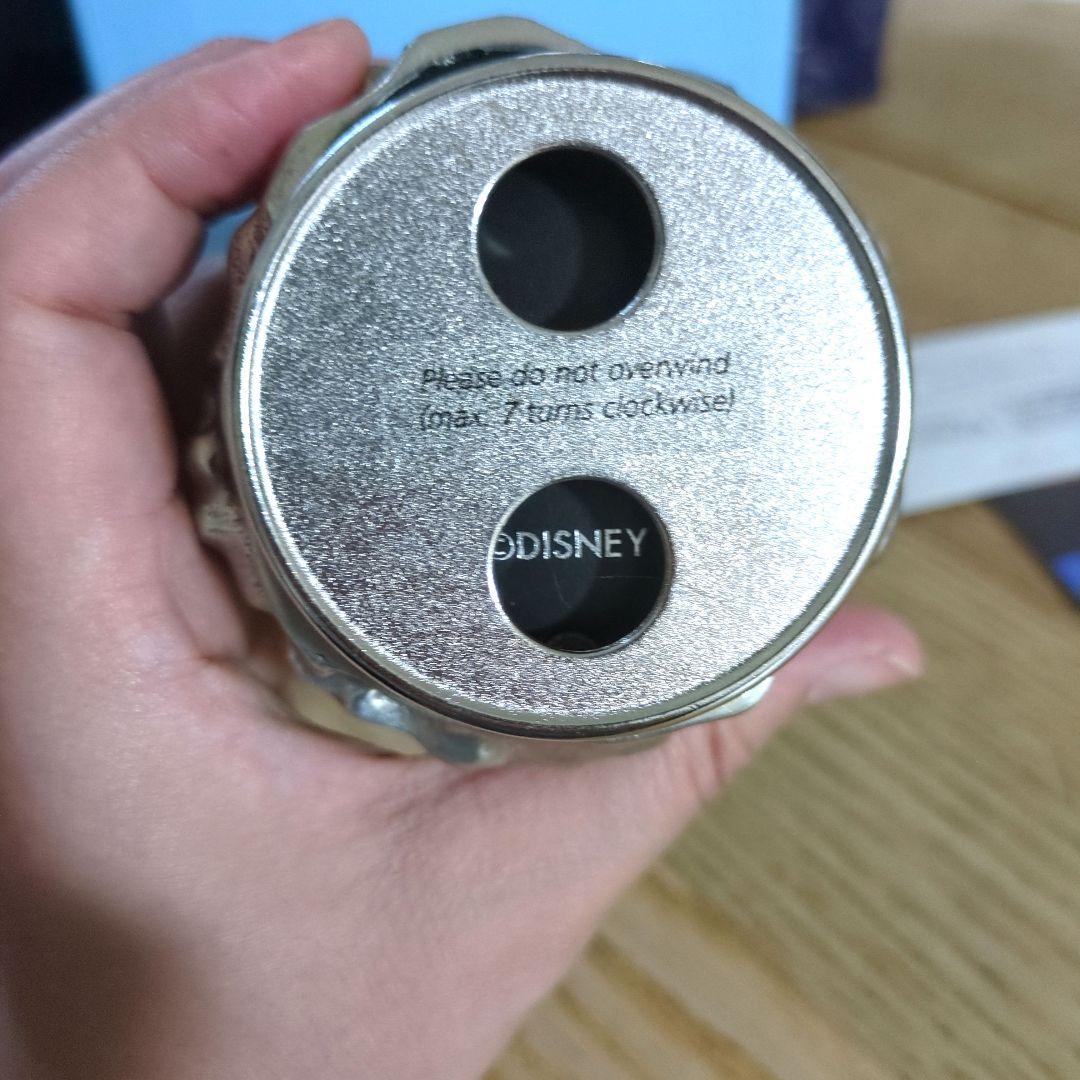 Please do not overwind
(max. 7 turns clockwise)
©DISNEY